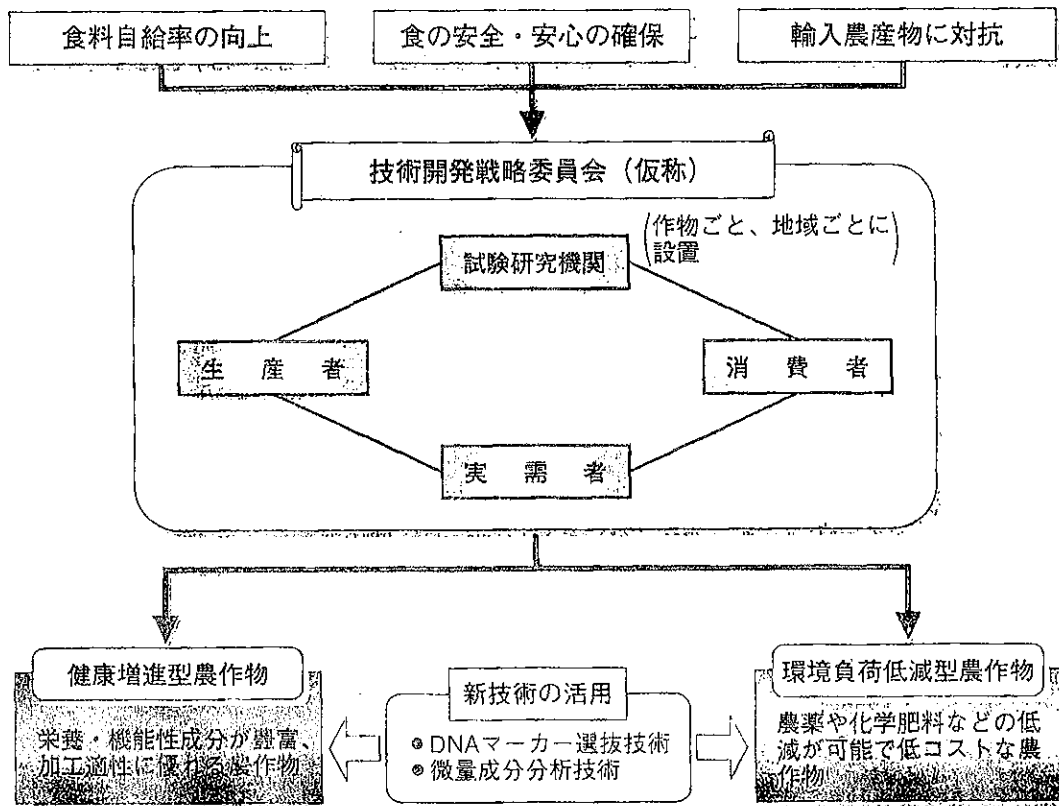 食料自給率の向上
食の安全・安心の確保
輸入農産物に対抗
技術開発戦略委員会（仮称）
（作物ごと、地域ごとに
設置）
試験研究機関
生産者
消費者
実需者
健康増進型農作物
栄養・機能性成分が豊富、
加工適性に優れる農作物
新技術の活用
●DNAマーカー選抜技術
●微量成分分析技術
環境負荷低減型農作物
農薬や化学肥料などの低
減が可能で低コストな農
作物